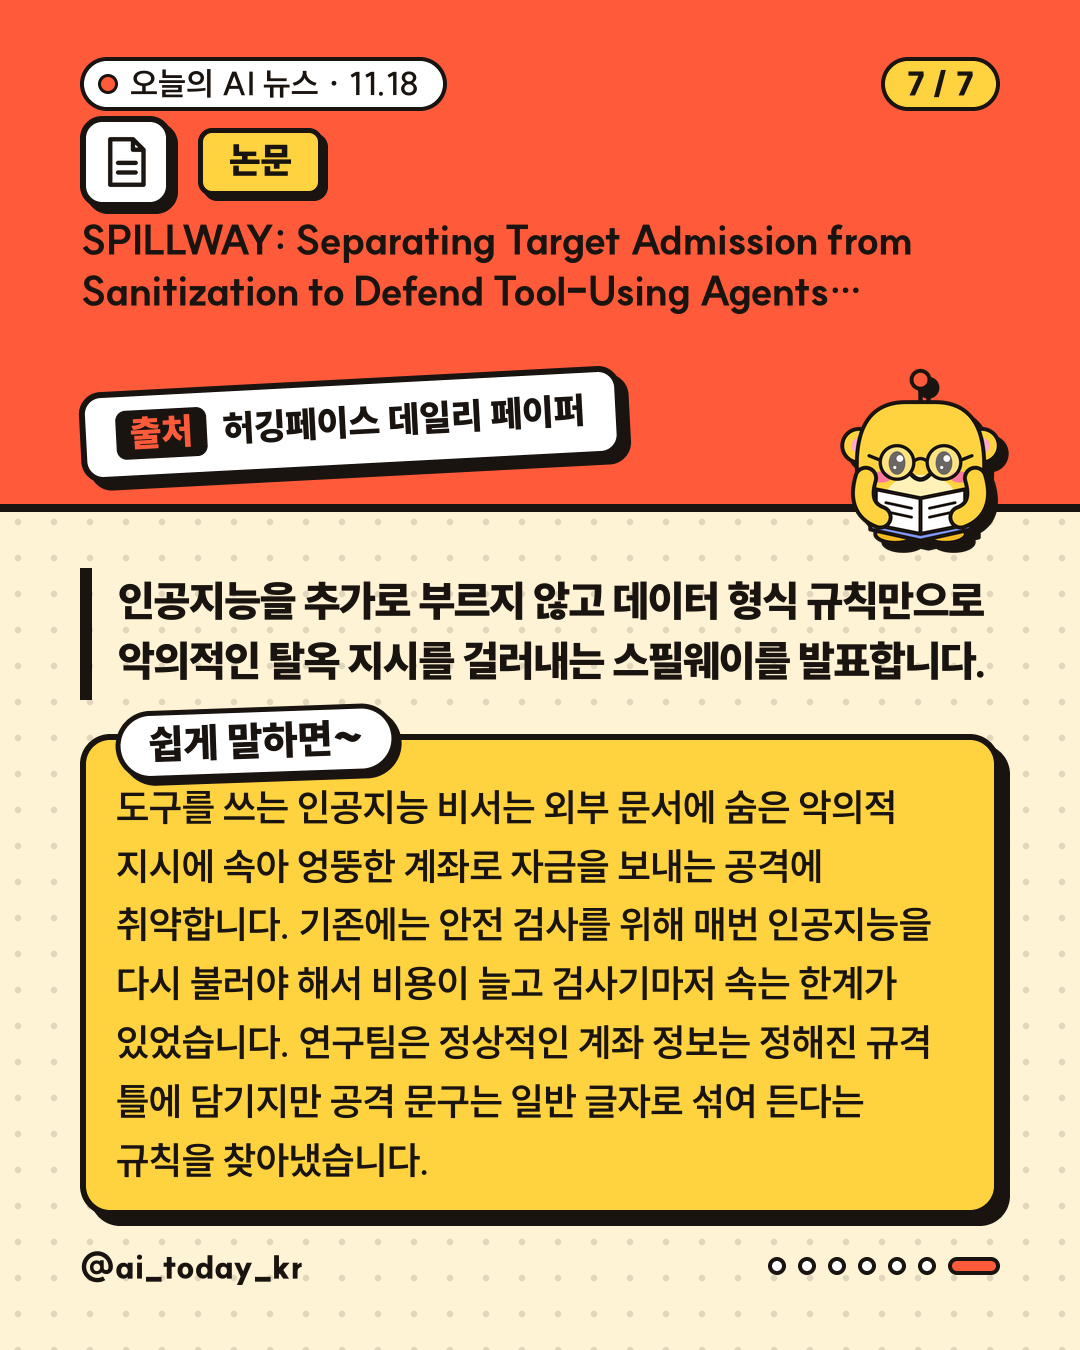 오늘의 AI 뉴스 · 11.18
7 / 7
논문
SPILLWAY: Separating Target Admission from
Sanitization to Defend Tool-Using Agents···
출처 허깅페이스 데일리 페이퍼
인공지능을 추가로 부르지 않고 데이터 형식 규칙만으로
악의적인 탈옥 지시를 걸러내는 스필웨이를 발표합니다.
쉽게 말하면~
도구를 쓰는 인공지능 비서는 외부 문서에 숨은 악의적
지시에 속아 엉뚱한 계좌로 자금을 보내는 공격에
취약합니다. 기존에는 안전 검사를 위해 매번 인공지능을
다시 불러야 해서 비용이 늘고 검사기마저 속는 한계가
있었습니다. 연구팀은 정상적인 계좌 정보는 정해진 규격
틀에 담기지만 공격 문구는 일반 글자로 섞여 든다는
규칙을 찾아냈습니다.
@ai_today_kr